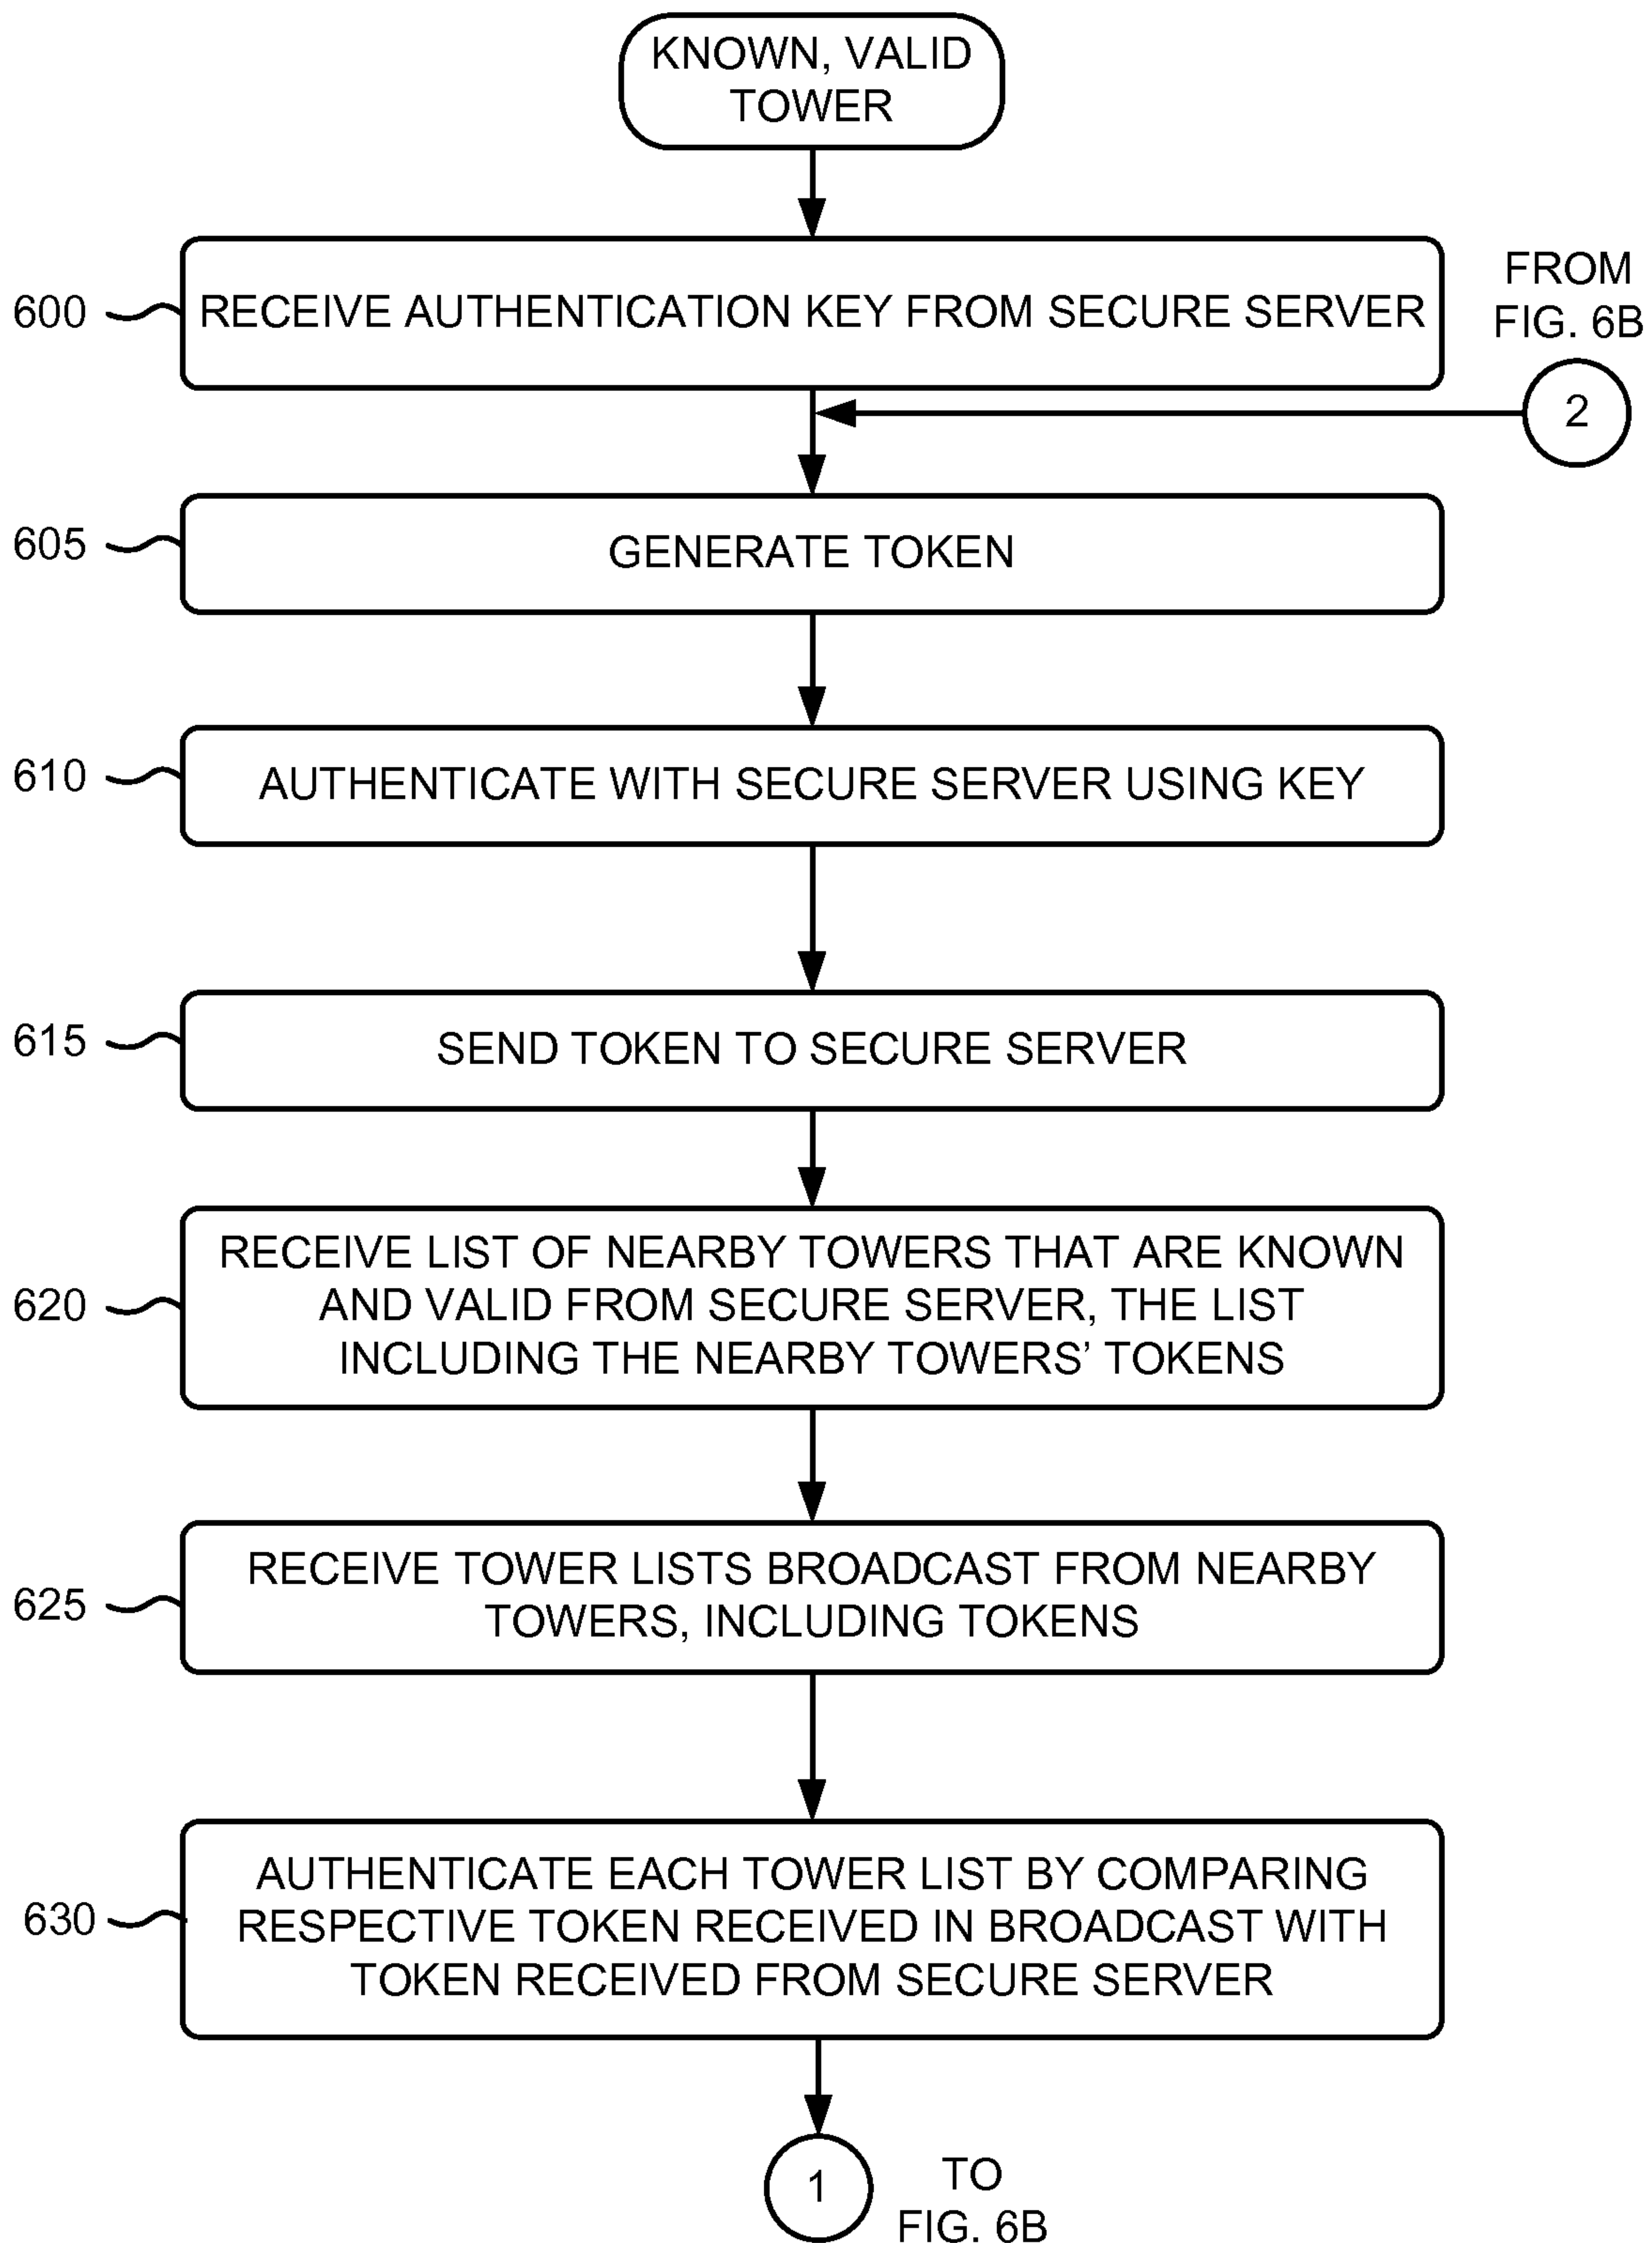 KNOWN, VALID
TOWER
600
RECEIVE AUTHENTICATION KEY FROM SECURE SERVER
FROM
FIG. 6B
2
605
GENERATE TOKEN
610
AUTHENTICATE WITH SECURE SERVER USING KEY
615
SEND TOKEN TO SECURE SERVER
620
RECEIVE LIST OF NEARBY TOWERS THAT ARE KNOWN
AND VALID FROM SECURE SERVER, THE LIST
INCLUDING THE NEARBY TOWERS’ TOKENS
625
RECEIVE TOWER LISTS BROADCAST FROM NEARBY
TOWERS, INCLUDING TOKENS
630
AUTHENTICATE EACH TOWER LIST BY COMPARING
RESPECTIVE TOKEN RECEIVED IN BROADCAST WITH
TOKEN RECEIVED FROM SECURE SERVER
1
TO
FIG. 6B